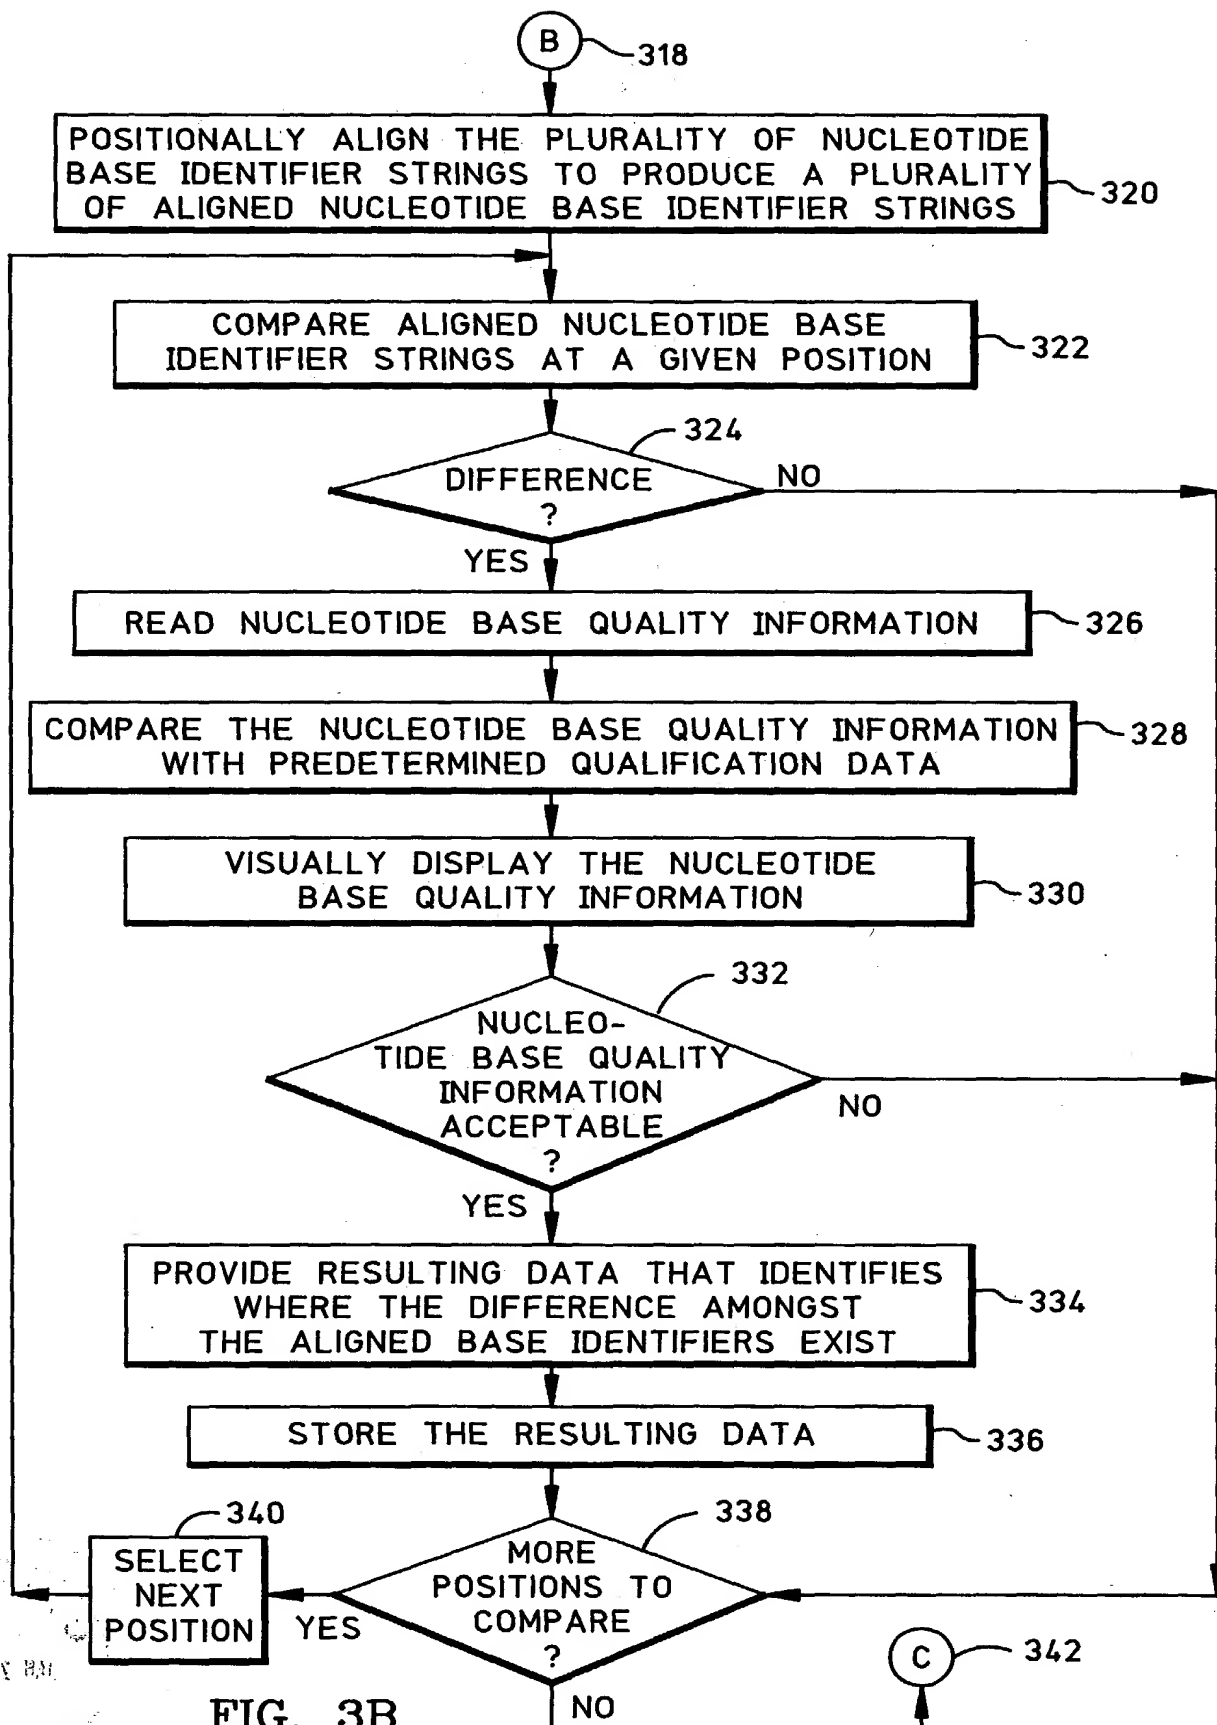 B
318
POSITIONALLY ALIGN THE PLURALITY OF NUCLEOTIDE
BASE IDENTIFIER STRINGS TO PRODUCE A PLURALITY
OF ALIGNED NUCLEOTIDE BASE IDENTIFIER STRINGS
320
COMPARE ALIGNED NUCLEOTIDE BASE
IDENTIFIER STRINGS AT A GIVEN POSITION
322
324
DIFFERENCE
?
NO
YES
READ NUCLEOTIDE BASE QUALITY INFORMATION
326
COMPARE THE NUCLEOTIDE BASE QUALITY INFORMATION
WITH PREDETERMINED QUALIFICATION DATA
328
VISUALLY DISPLAY THE NUCLEOTIDE
BASE QUALITY INFORMATION
330
332
NUCLEO-
TIDE BASE QUALITY
INFORMATION
ACCEPTABLE
?
NO
YES
PROVIDE RESULTING DATA THAT IDENTIFIES
WHERE THE DIFFERENCE AMONGST
THE ALIGNED BASE IDENTIFIERS EXIST
334
STORE THE RESULTING DATA
336
338
MORE
POSITIONS TO
COMPARE
?
YES
340
SELECT
NEXT
POSITION
NO
C
342
FIG. 3B